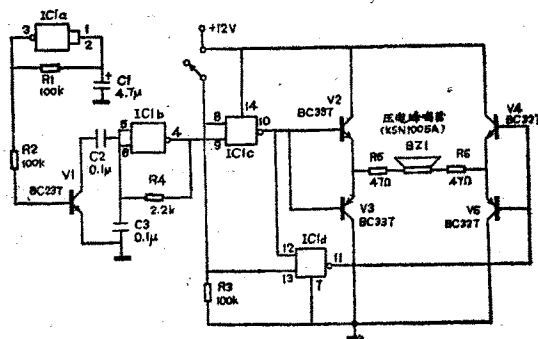 IC1a
3
1
2
R1
100k
C1
4.7μ
+12V
R2
100k
V1
BC237
C2
0.1μ
5
6
IC1b
4
R4
2.2k
C3
0.1μ
8
9
14
10
IC1c
V2
BC337
压电蜂鸣器
(KSN1005A)
BZ1
R5
47Ω
R6
47Ω
V4
BC327
V3
BC337
V5
BC327
IC1d
12
13
11
7
R3
100k